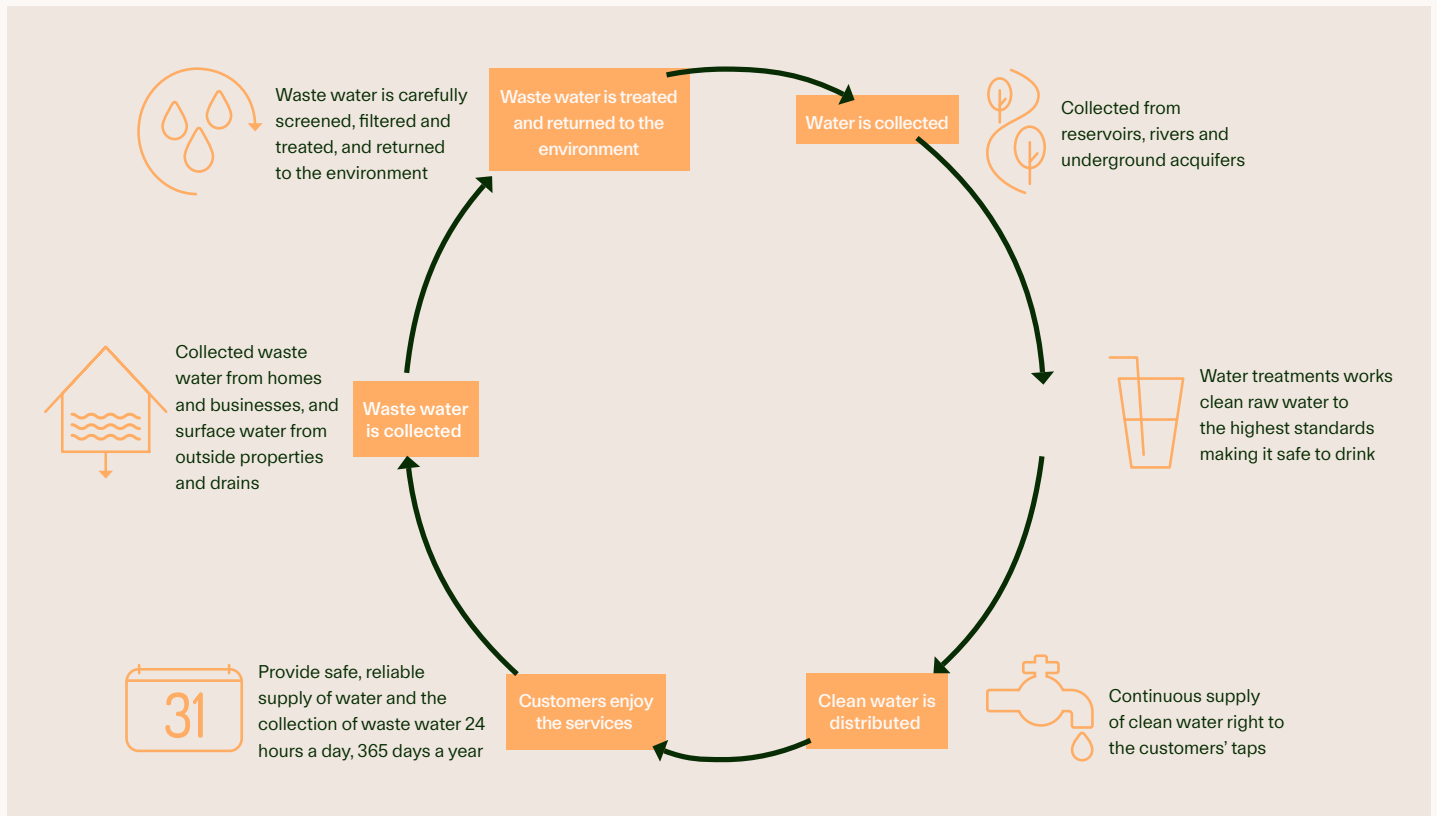 Waste water is carefully
screened, filtered and
treated, and returned
to the environment
Waste water is treated
and returned to the
environment
Water is collected
Collected from
reservoirs, rivers and
underground acquifers
Water treatments works
clean raw water to
the highest standards
making it safe to drink
Clean water is
distributed
Continuous supply
of clean water right to
the customers’ taps
Customers enjoy
the services
Provide safe, reliable
supply of water and the
collection of waste water 24
hours a day, 365 days a year
31
Waste water
is collected
Collected waste
water from homes
and businesses, and
surface water from
outside properties
and drains